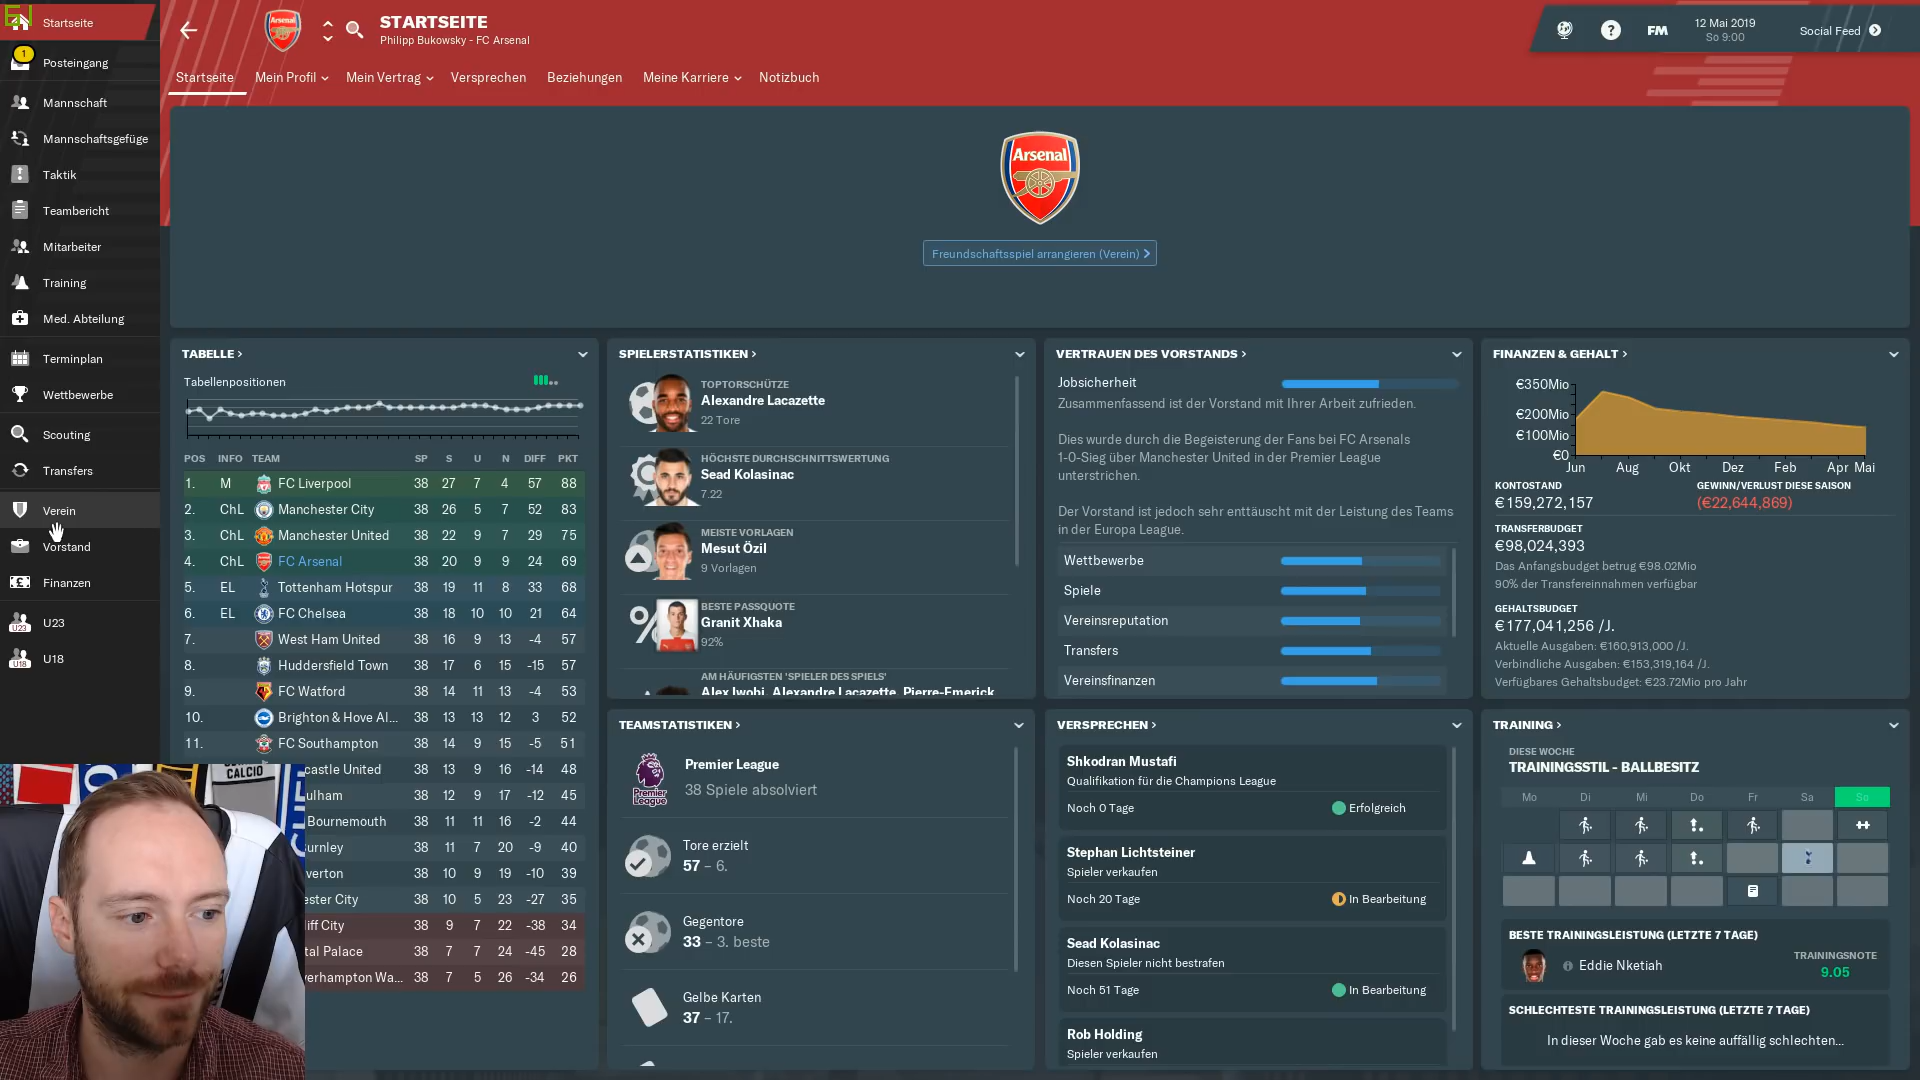 Startseite
1
Posteingang
Mannschaft
Mannschaftsgefüge
Taktik
Teambericht
Mitarbeiter
Training
Med. Abteilung
Terminplan
Wettbewerbe
Scouting
Transfers
Verein
Vorstand
Finanzen
U23
U23
U18
U18
Arsenal
STARTSEITE
Philipp Bukowsky - FC Arsenal
?
FM
12 Mai 2019
So 9:00
Social Feed
Startseite Mein Profil Mein Vertrag Versprechen Beziehungen Meine Karriere Notizbuch
Arsenal
Freundschaftsspiel arrangieren (Verein)
TABELLE
Tabellenpositionen
POS INFO TEAM SP S U N DIFF PKT
1. M FC Liverpool 38 27 7 4 57 88
2. ChL Manchester City 38 26 5 7 52 83
3. ChL Manchester United 38 22 9 7 29 75
4. ChL FC Arsenal 38 20 9 9 24 69
5. EL Tottenham Hotspur 38 19 11 8 33 68
6. EL FC Chelsea 38 18 10 10 21 64
7. West Ham United 38 16 9 13 -4 57
8. Huddersfield Town 38 17 6 15 -15 57
9. FC Watford 38 14 11 13 -4 53
10. Brighton & Hove Al... 38 13 13 12 3 52
11. FC Southampton 38 14 9 15 -5 51
castle United 38 13 9 16 -14 48
ulham 38 12 9 17 -12 45
Bournemouth 38 11 11 16 -2 44
urnley 38 11 7 20 -9 40
verton 38 10 9 19 -10 39
ester City 38 10 5 23 -27 35
iff City 38 9 7 22 -38 34
tal Palace 38 7 7 24 -45 28
verhampton Wa... 38 7 5 26 -34 26
CALCIO
SPIELERSTATISTIKEN
TOPTORSCHÜTZE
Alexandre Lacazette
22 Tore
HÖCHSTE DURCHSCHNITTSWERTUNG
Sead Kolasinac
7.22
MEISTE VORLAGEN
Mesut Özil
9 Vorlagen
%
BESTE PASSQUOTE
Granit Xhaka
92%
AM HÄUFIGSTEN 'SPIELER DES SPIELS'
Alex Iwobi, Alexandre Lacazette, Pierre-Emerick
TEAMSTATISTIKEN
Premier League
Premier League
38 Spiele absolviert
Tore erzielt
57 – 6.
Gegentore
33 – 3. beste
Gelbe Karten
37 – 17.
VERTRAUEN DES VORSTANDS
Jobsicherheit
Zusammenfassend ist der Vorstand mit Ihrer Arbeit zufrieden.
Dies wurde durch die Begeisterung der Fans bei FC Arsenals
1-0-Sieg über Manchester United in der Premier League
unterstrichen.
Der Vorstand ist jedoch sehr enttäuscht mit der Leistung des Teams
in der Europa League.
Wettbewerbe
Spiele
Vereinsreputation
Transfers
Vereinsfinanzen
VERSPRECHEN
Shkodran Mustafi
Qualifikation für die Champions League
Noch 0 Tage Erfolgreich
Stephan Lichtsteiner
Spieler verkaufen
Noch 20 Tage In Bearbeitung
Sead Kolasinac
Diesen Spieler nicht bestrafen
Noch 51 Tage In Bearbeitung
Rob Holding
Spieler verkaufen
FINANZEN & GEHALT
€350Mio
€200Mio
€100Mio
€0
Jun Aug Okt Dez Feb Apr Mai
KONTOSTAND GEWINN/VERLUST DIESE SAISON
€159,272,157 (€22,644,869)
TRANSFERBUDGET
€98,024,393
Das Anfangsbudget betrug €98.02Mio
90% der Transfereinnahmen verfügbar
GEHALTSBUDGET
€177,041,256 /J.
Aktuelle Ausgaben: €160,913,000 /J.
Verbindliche Ausgaben: €153,319,164 /J.
Verfügbares Gehaltsbudget: €23.72Mio pro Jahr
TRAINING
DIESE WOCHE
TRAININGSSTIL - BALLBESITZ
Mo Di Mi Do Fr Sa So
BESTE TRAININGSLEISTUNG (LETZTE 7 TAGE)
Eddie Nketiah
TRAININGSNOTE
9.05
SCHLECHTESTE TRAININGSLEISTUNG (LETZTE 7 TAGE)
In dieser Woche gab es keine auffällig schlechten...